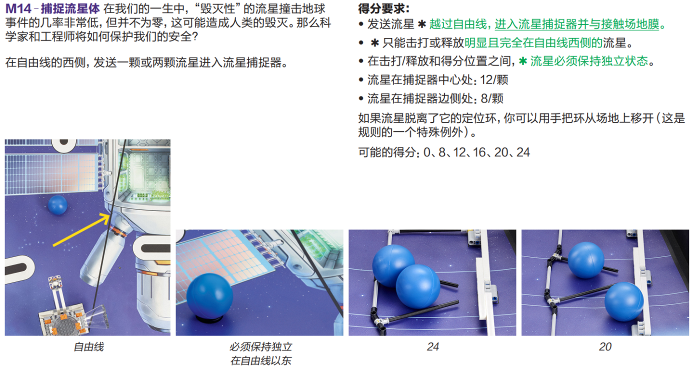 M14 - 捕捉流星体 在我们的一生中，“毁灭性”的流星撞击地球
事件的几率非常低，但并不为零，这可能造成人类的毁灭。那么科
学家和工程师将如何保护我们的安全？
在自由线的西侧，发送一颗或两颗流星进入流星捕捉器。
得分要求：
• 发送流星 ✱ 越过自由线，进入流星捕捉器并与接触场地膜。
• ✱ 只能击打或释放明显且完全在自由线西侧的流星。
• 在击打/释放和得分位置之间，✱ 流星必须保持独立状态。
• 流星在捕捉器中心处：12/颗
• 流星在捕捉器边侧处：8/颗
如果流星脱离了它的定位环，你可以用手把环从场地上移开（这是
规则的一个特殊例外）。
可能的得分：0、8、12、16、20、24
自由线
必须保持独立
在自由线以东
24
20